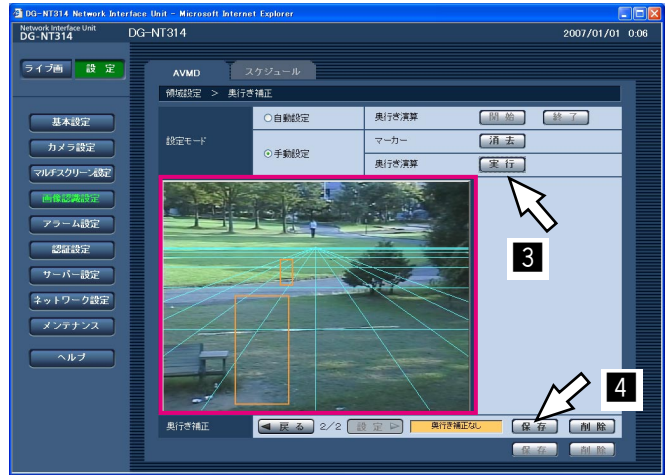 DG-NT314 Network Interface Unit - Microsoft Internet Explorer
Network Interface Unit
DG-NT314
DG-NT314
2007/01/01 0:06
ライブ画
設 定
AVMD
スケジュール
領域設定 > 奥行き補正
基本設定
カメラ設定
マルチスクリーン設定
画像認識設定
アラーム設定
認証設定
サーバー設定
ネットワーク設定
メンテナンス
ヘルプ
設定モード
自動設定
奥行き演算
開 始
終 了
手動設定
マーカー
消 去
奥行き演算
実 行
3
4
奥行き補正
戻 る
2/2
設 定
奥行き補正なし
保 存
削 除
保 存
削 除